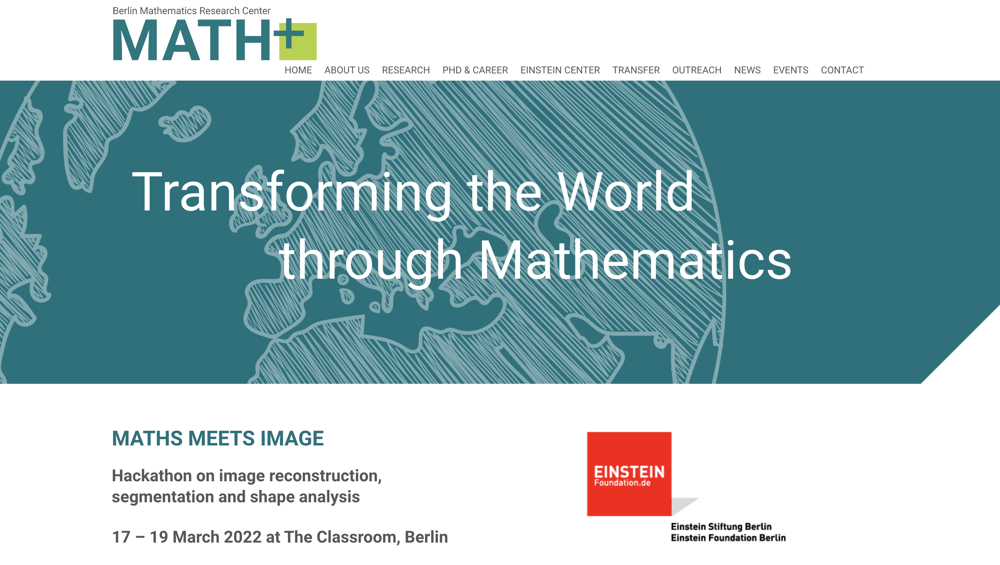 Berlin Mathematics Research Center
MATH+
HOME ABOUT US RESEARCH PHD & CAREER EINSTEIN CENTER TRANSFER OUTREACH NEWS EVENTS CONTACT
Transforming the World
through Mathematics
MATHS MEETS IMAGE
Hackathon on image reconstruction,
segmentation and shape analysis
17 – 19 March 2022 at The Classroom, Berlin
EINSTEIN
Foundation.de
Einstein Stiftung Berlin
Einstein Foundation Berlin